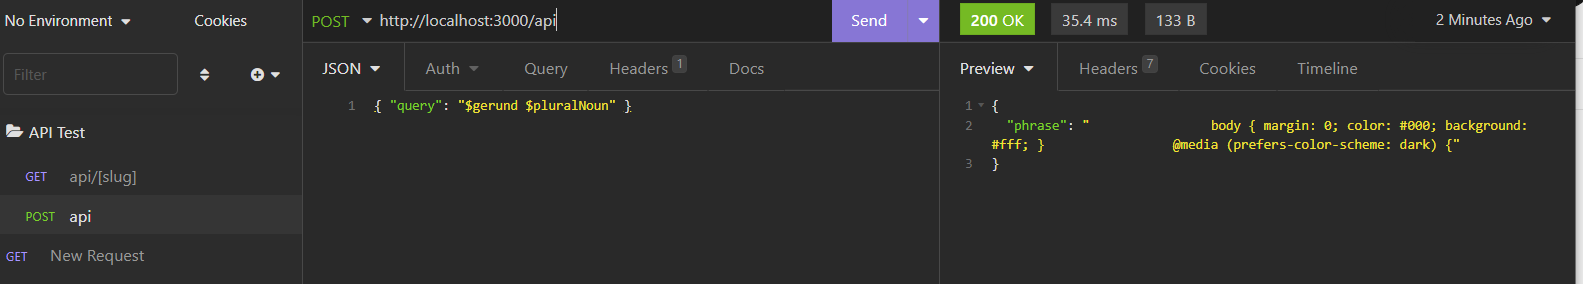 No Environment
Cookies
POST http://localhost:3000/api
Send
200 OK
35.4 ms
133 B
2 Minutes Ago
Filter
JSON
Auth
Query
Headers 1
Docs
Preview
Headers 7
Cookies
Timeline
API Test
GET api/[slug]
POST api
GET New Request
1 { "query": "$gerund $pluralNoun" }
1 {
2 "phrase": " body { margin: 0; color: #000; background:
#fff; } @media (prefers-color-scheme: dark) {"
3 }